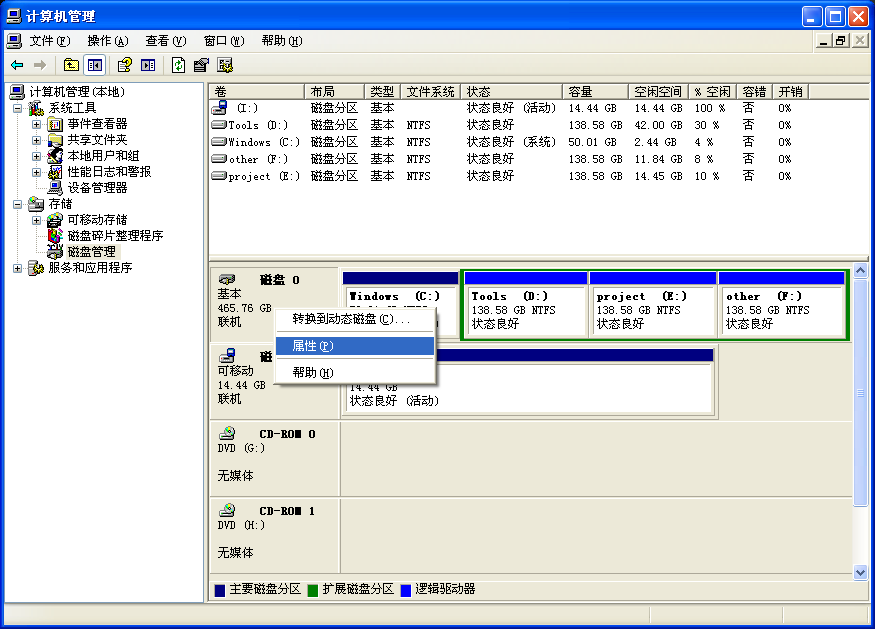 计算机管理
文件(F) 操作(A) 查看(V) 窗口(W) 帮助(H)
计算机管理(本地)
系统工具
事件查看器
共享文件夹
本地用户和组
性能日志和警报
设备管理器
存储
可移动存储
磁盘碎片整理程序
磁盘管理
服务和应用程序
卷 布局 类型 文件系统 状态 容量 空闲空间 % 空闲 容错 开销
(I:) 磁盘分区 基本 状态良好 (活动) 14.44 GB 14.44 GB 100 % 否 0%
Tools (D:) 磁盘分区 基本 NTFS 状态良好 138.58 GB 42.00 GB 30 % 否 0%
Windows (C:) 磁盘分区 基本 NTFS 状态良好 (系统) 50.01 GB 2.44 GB 4 % 否 0%
other (F:) 磁盘分区 基本 NTFS 状态良好 138.58 GB 11.84 GB 8 % 否 0%
project (E:) 磁盘分区 基本 NTFS 状态良好 138.58 GB 14.45 GB 10 % 否 0%
磁盘 0
基本
465.76 GB
联机
Windows (C:)
Tools (D:)
138.58 GB NTFS
状态良好
project (E:)
138.58 GB NTFS
状态良好
other (F:)
138.58 GB NTFS
状态良好
转换到动态磁盘(C)...
属性(P)
帮助(H)
磁
可移动
14.44 GB
联机
14.44 GB
状态良好 (活动)
CD-ROM 0
DVD (G:)
无媒体
CD-ROM 1
DVD (H:)
无媒体
主要磁盘分区 扩展磁盘分区 逻辑驱动器